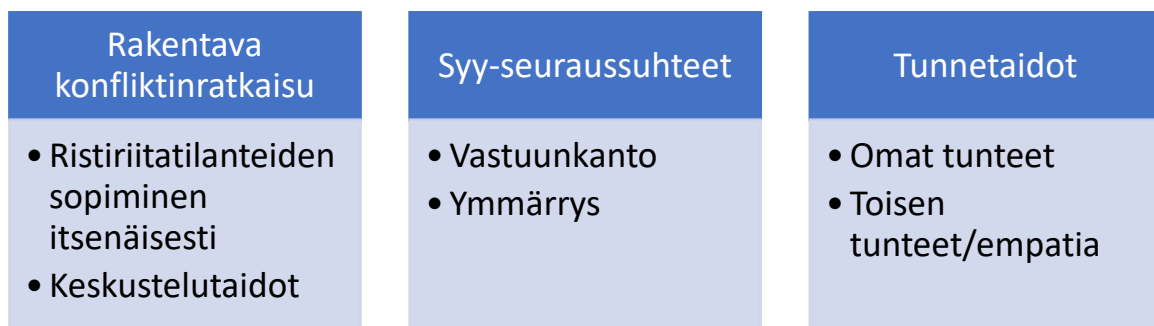 Rakentava
konfliktinratkaisu
• Ristiriitatilanteiden
sopiminen
itsenäisesti
• Keskustelutaidot
Syy-seuraussuhteet
• Vastuunkanto
• Ymmärrys
Tunnetaidot
• Omat tunteet
• Toisen
tunteet/empatia